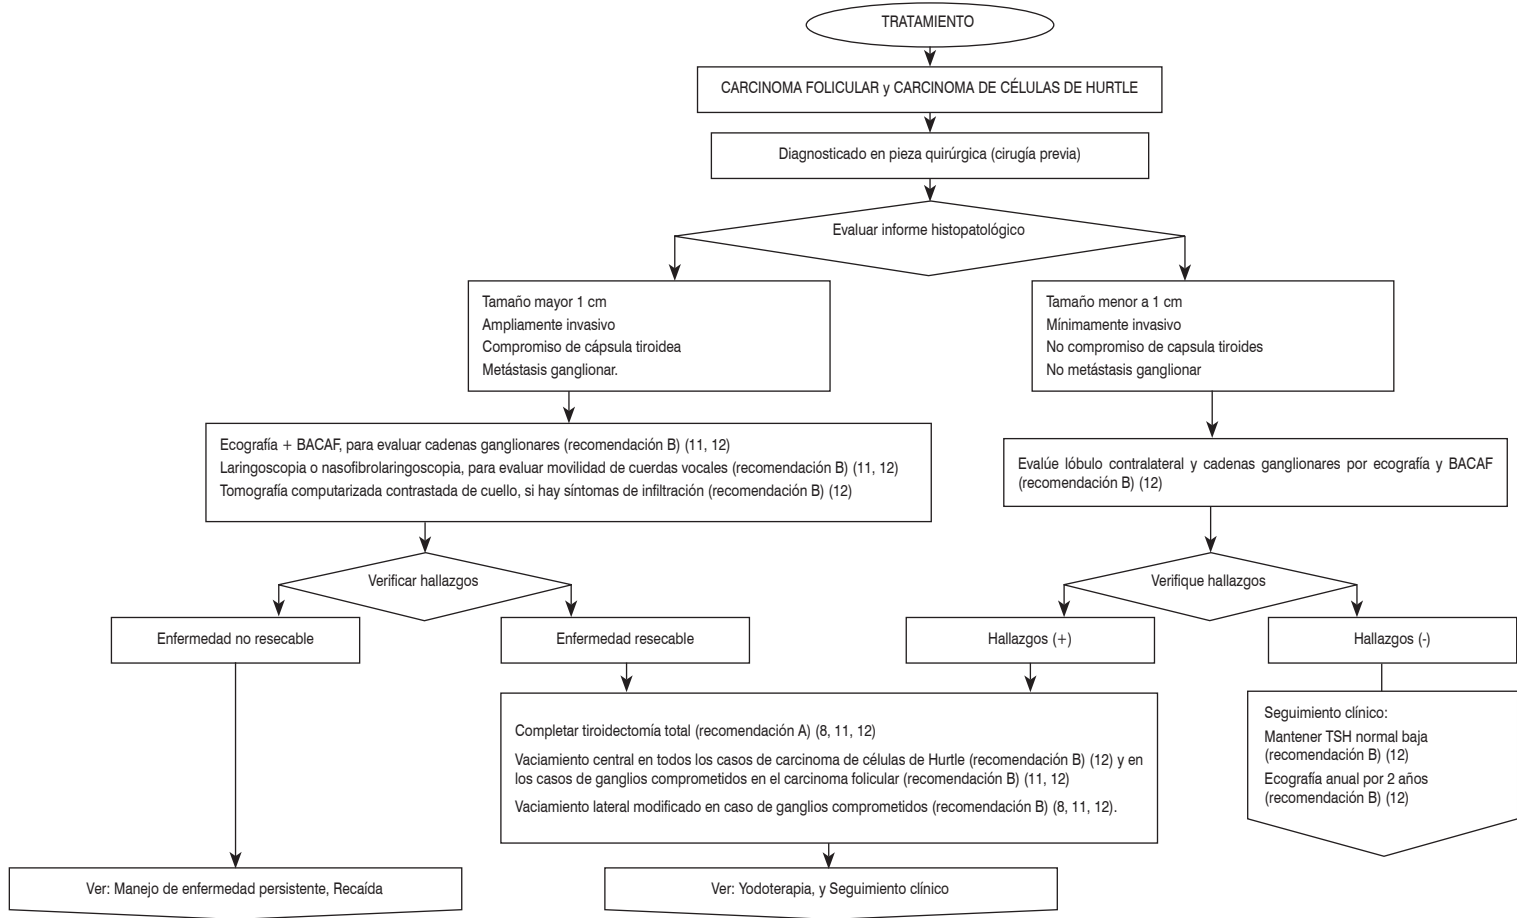 TRATAMIENTO
CARCINOMA FOLICULAR y CARCINOMA DE CÉLULAS DE HURTLE
Diagnosticado en pieza quirúrgica (cirugía previa)
Evaluar informe histopatológico
Tamaño mayor 1 cm
Ampliamente invasivo
Compromiso de cápsula tiroidea
Metástasis ganglionar.
Tamaño menor a 1 cm
Mínimamente invasivo
No compromiso de capsula tiroides
No metástasis ganglionar
Ecografía + BACAF, para evaluar cadenas ganglionares (recomendación B) (11, 12)
Laringoscopia o nasofibrolaringoscopia, para evaluar movilidad de cuerdas vocales (recomendación B) (11, 12)
Tomografía computarizada contrastada de cuello, si hay síntomas de infiltración (recomendación B) (12)
Evalúe lóbulo contralateral y cadenas ganglionares por ecografía y BACAF
(recomendación B) (12)
Verificar hallazgos
Verifique hallazgos
Enfermedad no resecable
Enfermedad resecable
Hallazgos (+)
Hallazgos (-)
Completar tiroidectomía total (recomendación A) (8, 11, 12)
Vaciamiento central en todos los casos de carcinoma de células de Hurtle (recomendación B) (12) y en
los casos de ganglios comprometidos en el carcinoma folicular (recomendación B) (11, 12)
Vaciamiento lateral modificado en caso de ganglios comprometidos (recomendación B) (8, 11, 12).
Seguimiento clínico:
Mantener TSH normal baja
(recomendación B) (12)
Ecografía anual por 2 años
(recomendación B) (12)
Ver: Manejo de enfermedad persistente, Recaída
Ver: Yodoterapia, y Seguimiento clínico